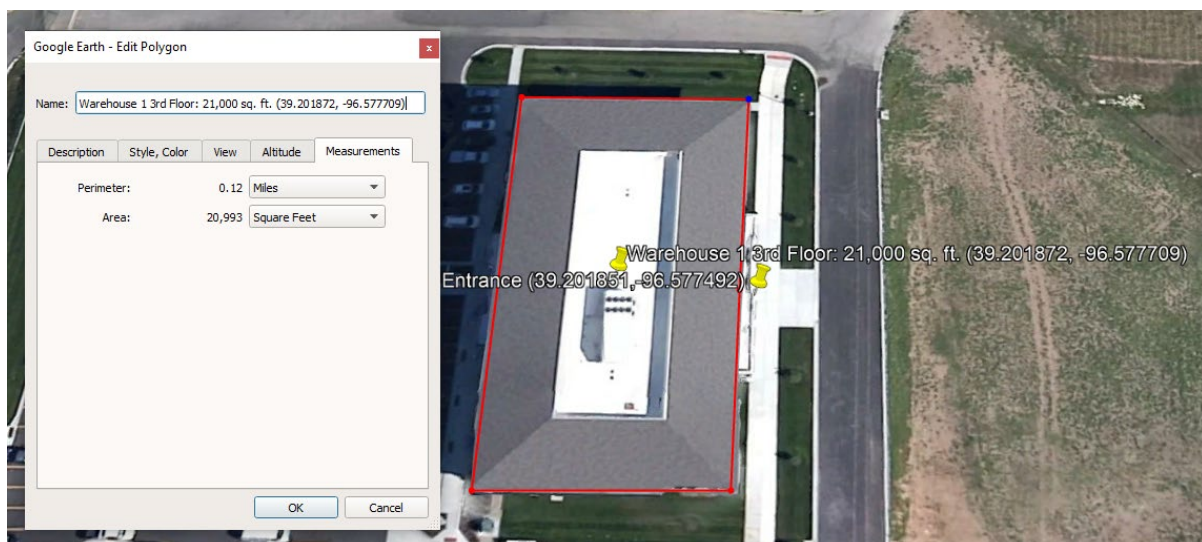 Google Earth - Edit Polygon
x
Name: Warehouse 1 3rd Floor: 21,000 sq. ft. (39.201872, -96.577709)
Description Style, Color View Altitude Measurements
Perimeter: 0.12 Miles
Area: 20,993 Square Feet
OK Cancel
Warehouse 1 3rd Floor: 21,000 sq. ft. (39.201872, -96.577709)
Entrance (39.201851,-96.577492)